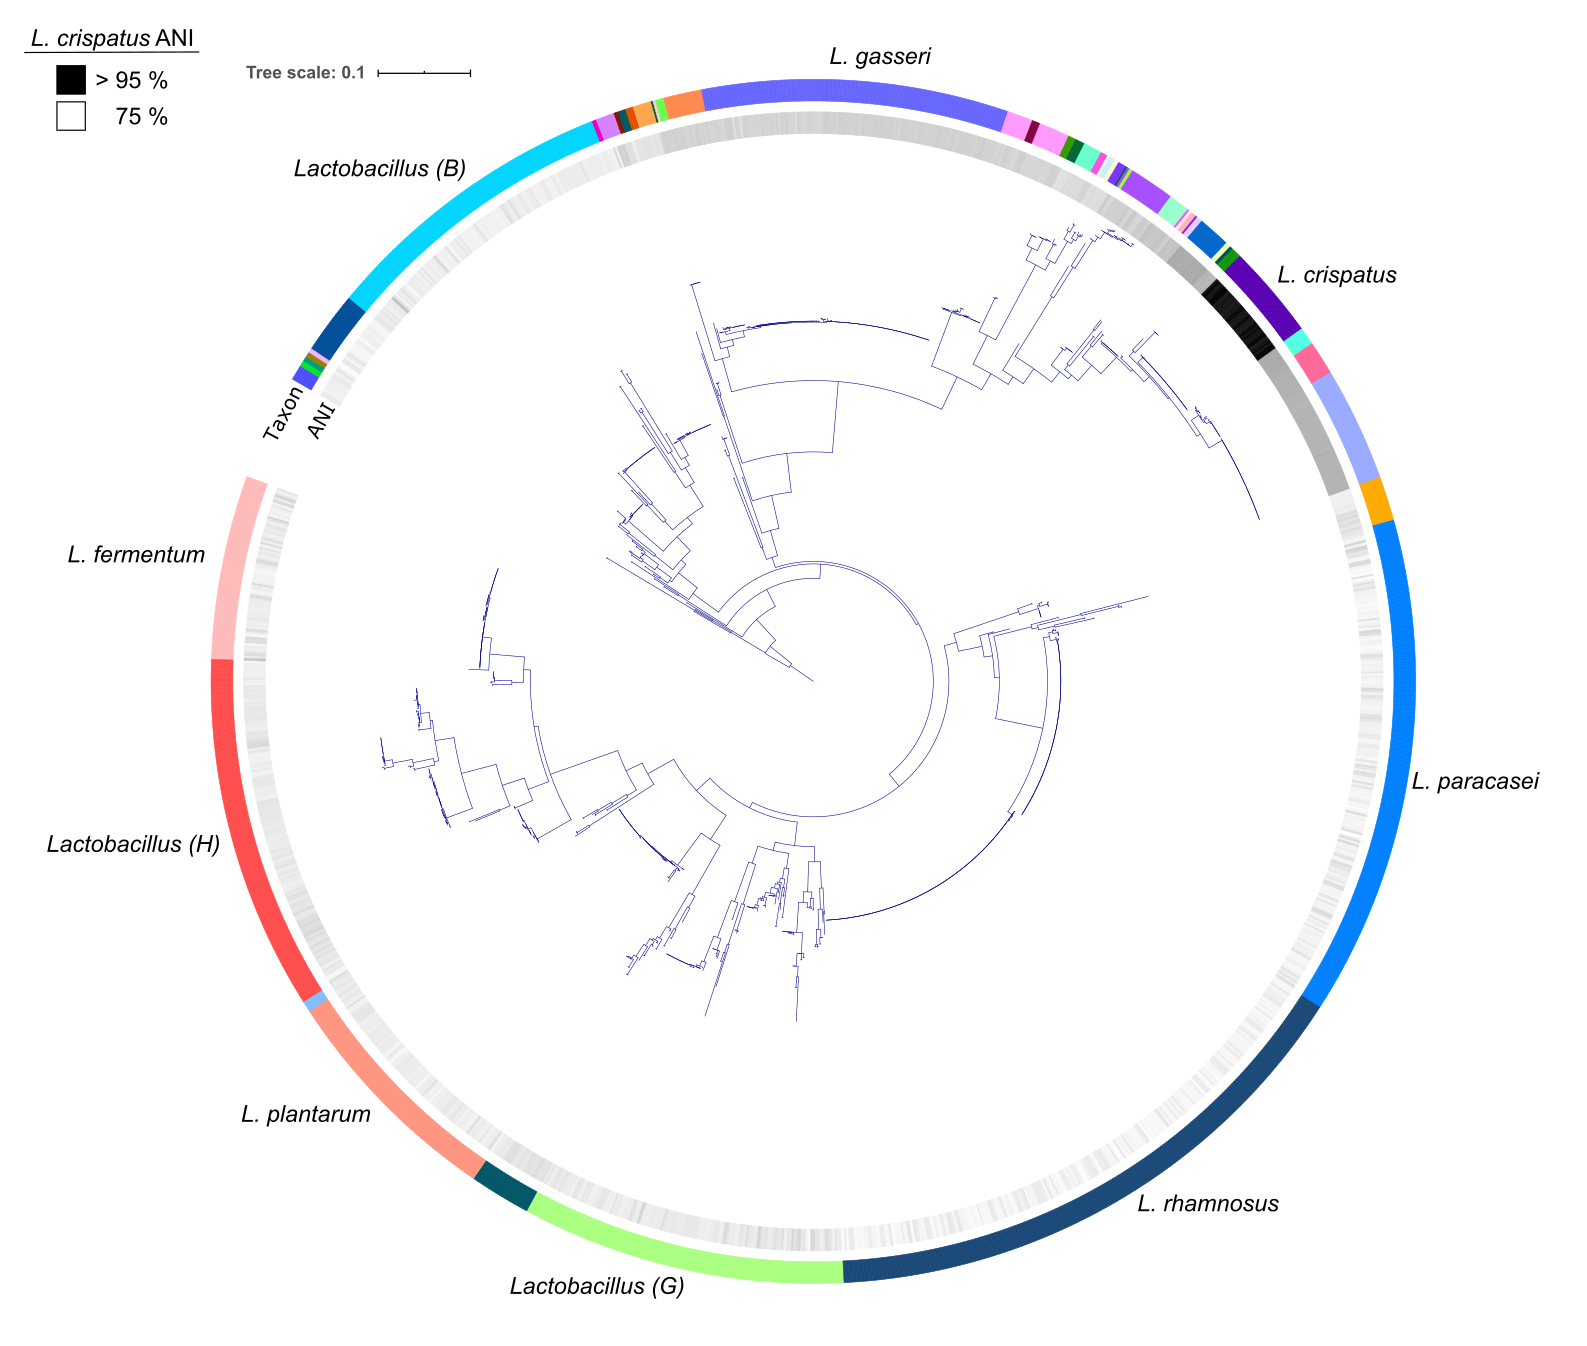 L. crispatus ANI
> 95 %
75 %
Tree scale: 0.1
L. gasseri
Lactobacillus (B)
L. crispatus
Taxon
ANI
L. fermentum
L. paracasei
Lactobacillus (H)
L. plantarum
L. rhamnosus
Lactobacillus (G)